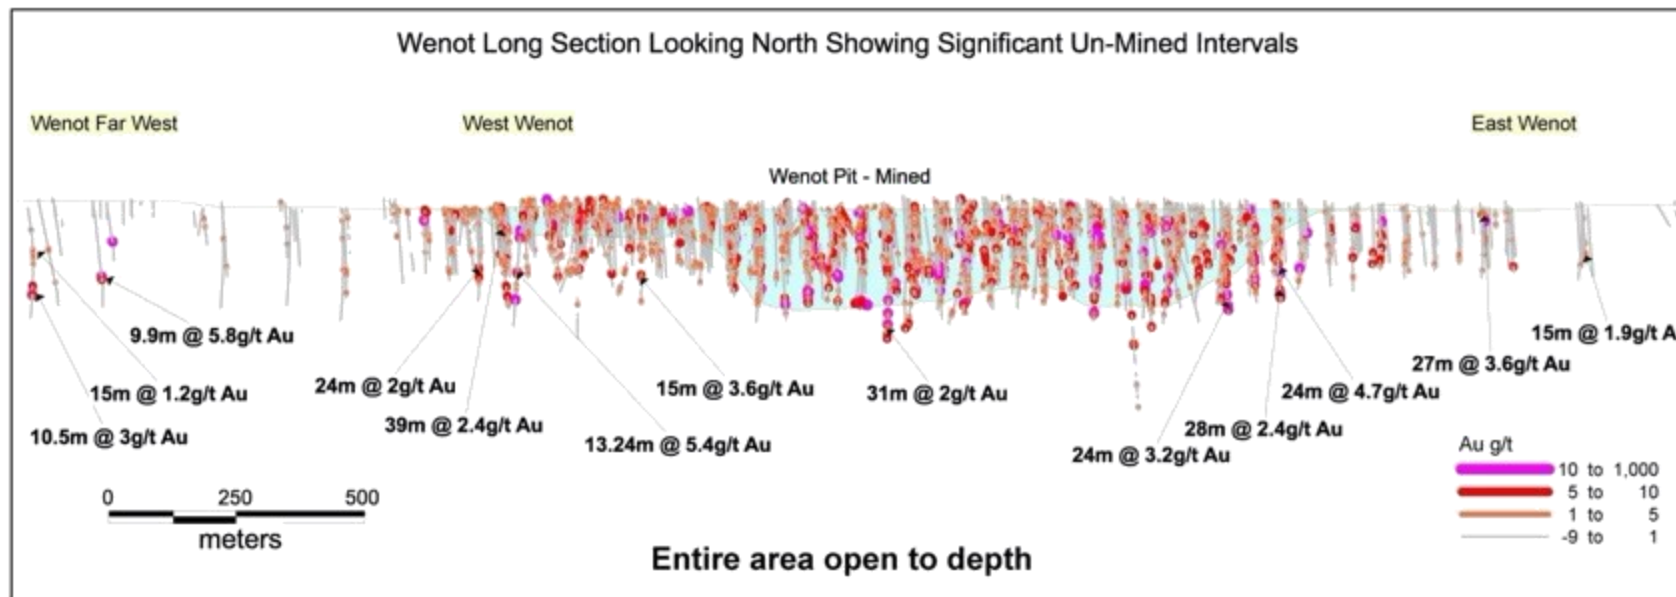 Wenot Long Section Looking North Showing Significant Un-Mined Intervals
Wenot Far West
West Wenot
East Wenot
Wenot Pit - Mined
9.9m @ 5.8g/t Au
15m @ 1.2g/t Au
10.5m @ 3g/t Au
24m @ 2g/t Au
39m @ 2.4g/t Au
13.24m @ 5.4g/t Au
15m @ 3.6g/t Au
31m @ 2g/t Au
24m @ 3.2g/t Au
28m @ 2.4g/t Au
24m @ 4.7g/t Au
27m @ 3.6g/t Au
15m @ 1.9g/t A
0 250 500
meters
Au g/t
10 to 1,000
5 to 10
1 to 5
-9 to 1
Entire area open to depth